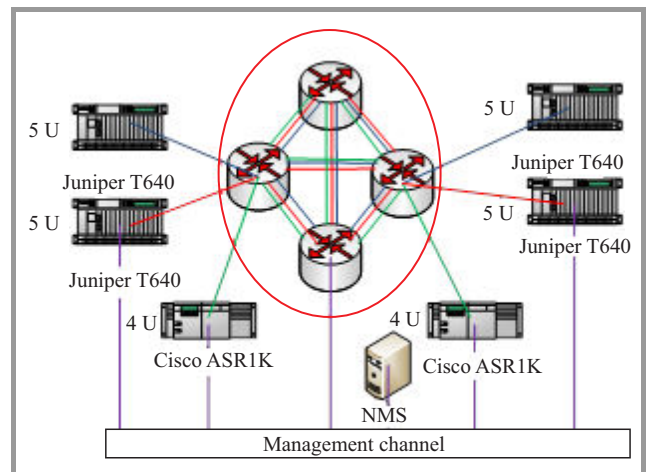 5 U
Juniper T640
5 U
Juniper T640
5 U
Juniper T640
5 U
Juniper T640
4 U
Cisco ASR1K
4 U
Cisco ASR1K
NMS
Management channel